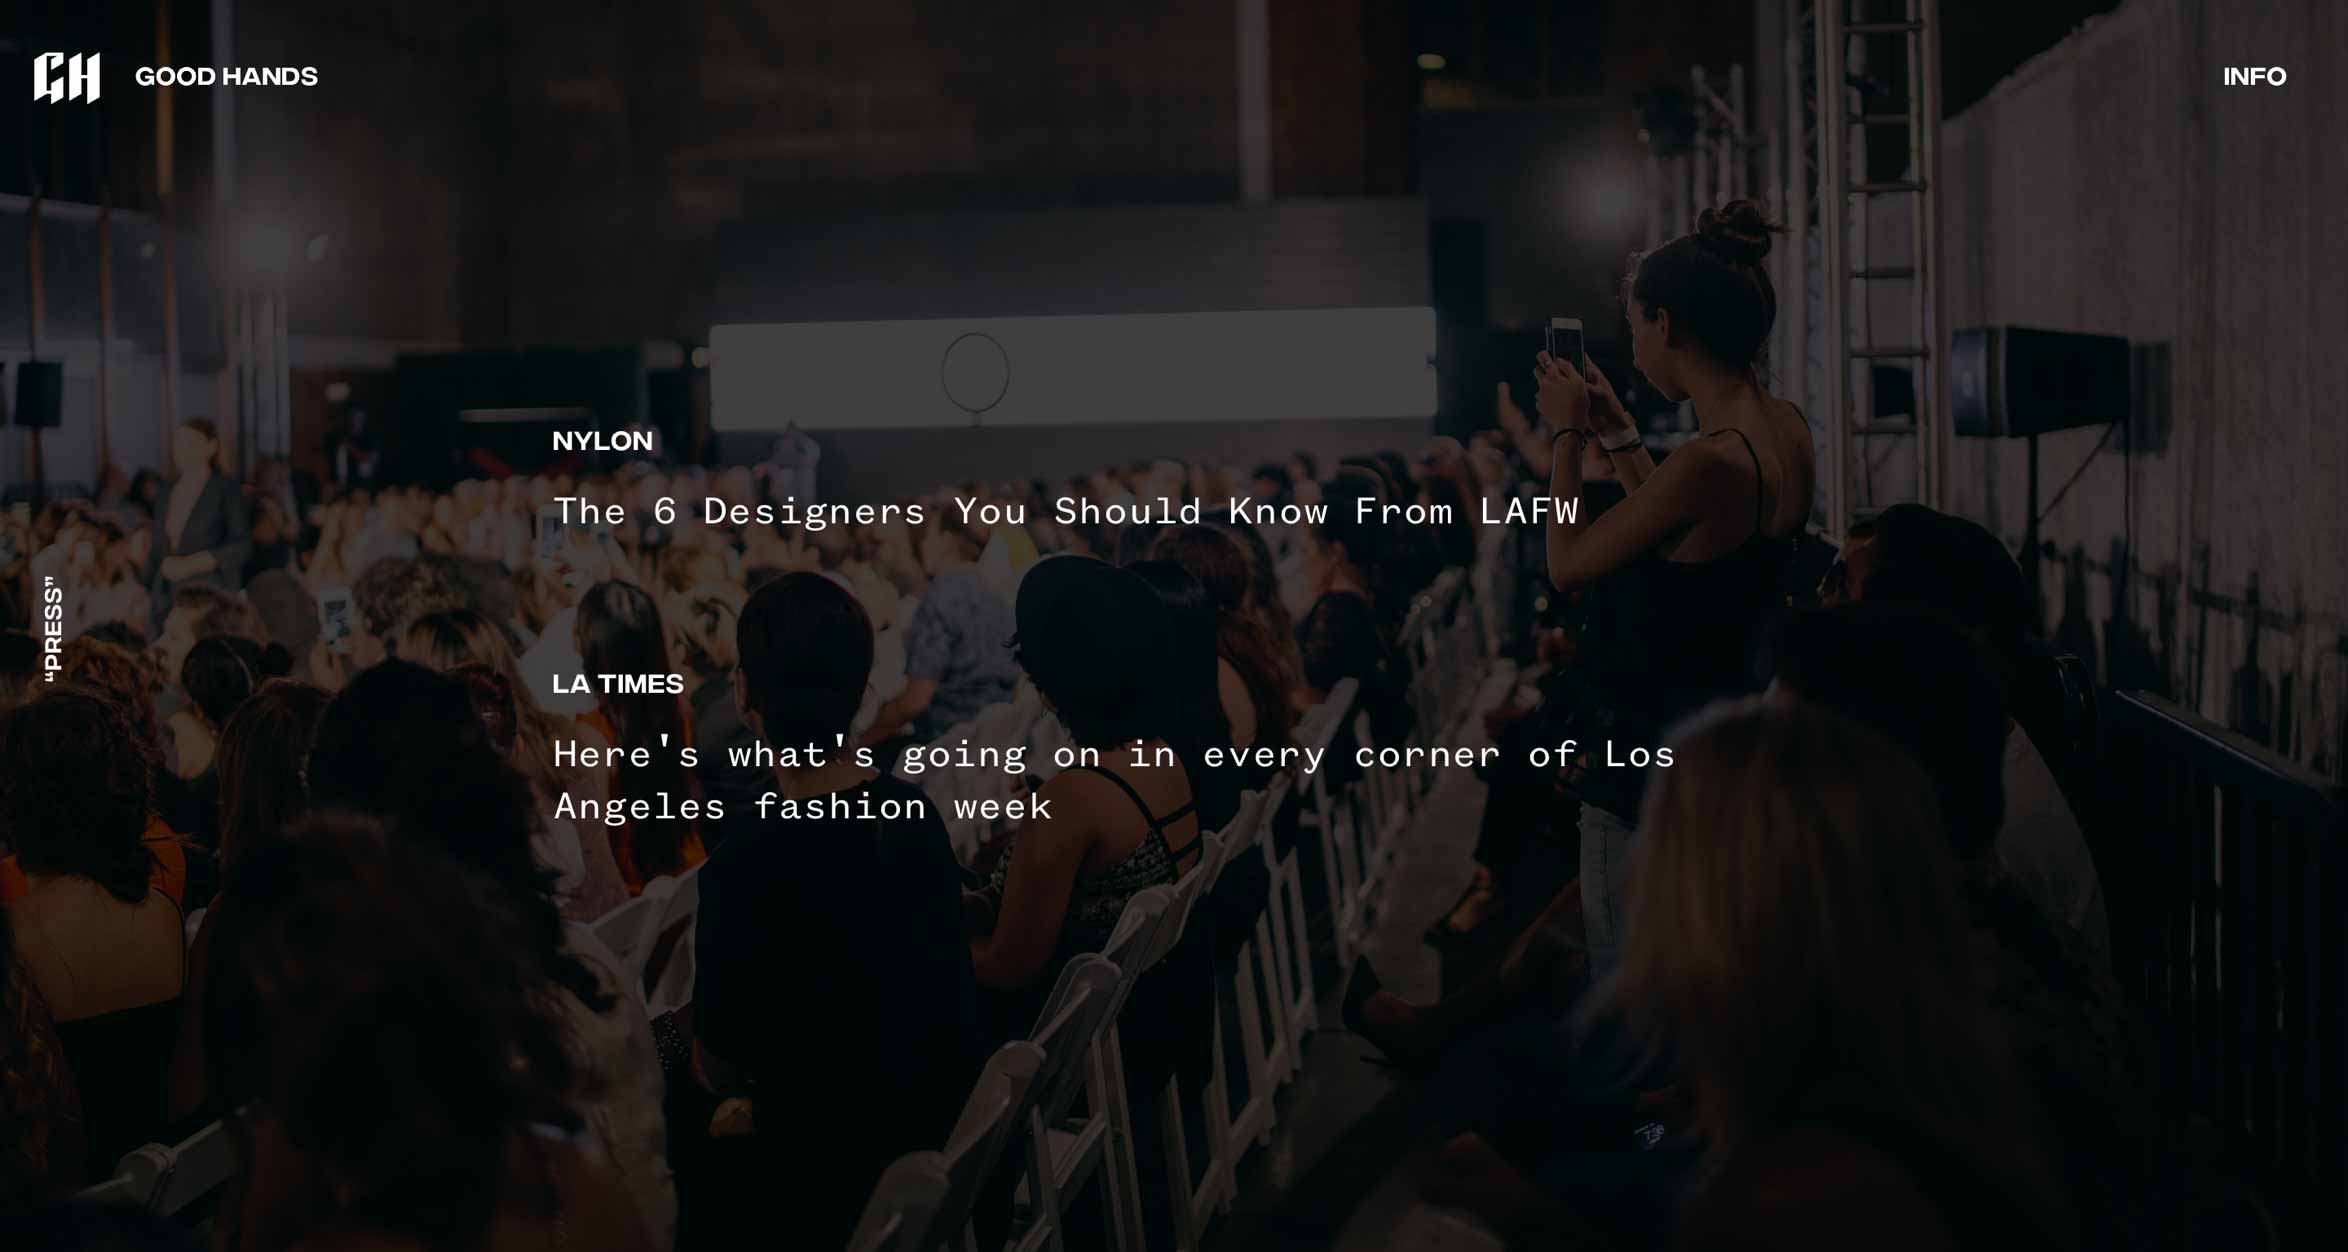 GH GOOD HANDS
INFO
NYLON
The 6 Designers You Should Know From LAFW
“PRESS”
LA TIMES
Here's what's going on in every corner of Los
Angeles fashion week